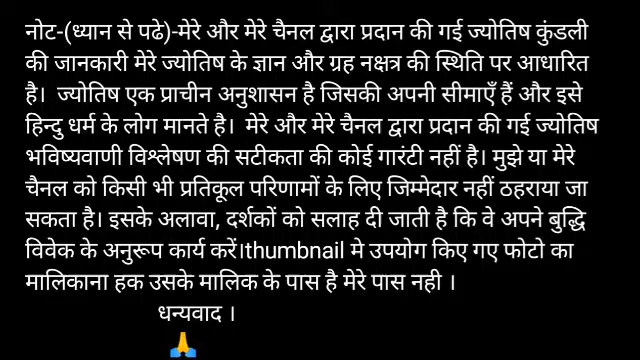 नोट-(ध्यान से पढे)-मेरे और मेरे चैनल द्वारा प्रदान की गई ज्योतिष कुंडली
की जानकारी मेरे ज्योतिष के ज्ञान और ग्रह नक्षत्र की स्थिति पर आधारित
है। ज्योतिष एक प्राचीन अनुशासन है जिसकी अपनी सीमाएँ हैं और इसे
हिन्दु धर्म के लोग मानते है। मेरे और मेरे चैनल द्वारा प्रदान की गई ज्योतिष
भविष्यवाणी विश्लेषण की सटीकता की कोई गारंटी नहीं है। मुझे या मेरे
चैनल को किसी भी प्रतिकूल परिणामों के लिए जिम्मेदार नहीं ठहराया जा
सकता है। इसके अलावा, दर्शकों को सलाह दी जाती है कि वे अपने बुद्धि
विवेक के अनुरूप कार्य करें।thumbnail मे उपयोग किए गए फोटो का
मालिकाना हक उसके मालिक के पास है मेरे पास नही ।
धन्यवाद ।
🙏